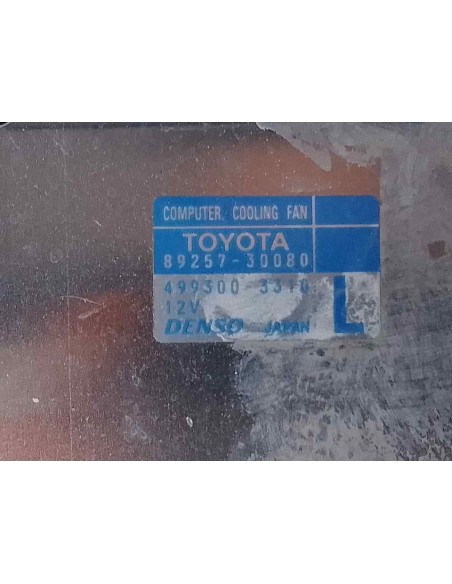 COMPUTER, COOLING FAN
TOYOTA
89257-30080
499300-3310
12V
DENSO JAPAN
L